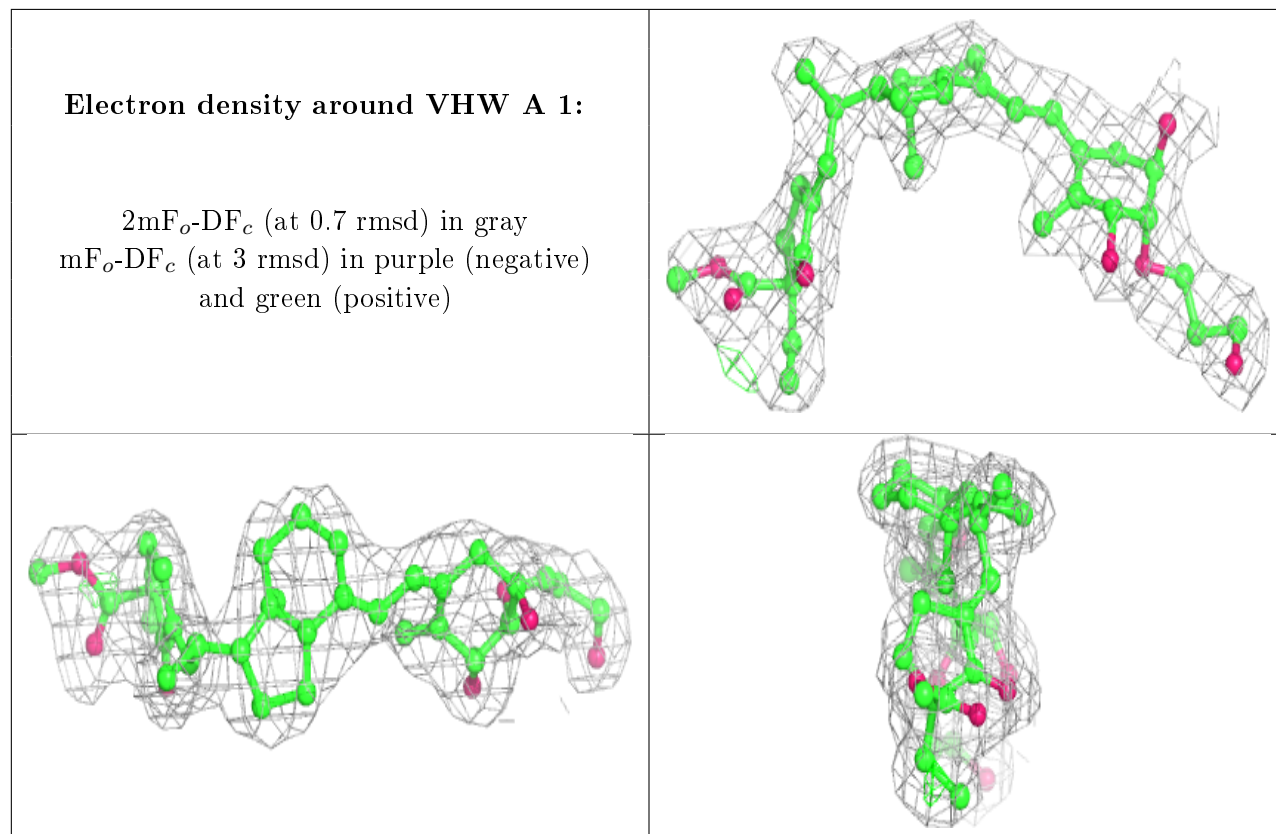 Electron density around VHW A 1:
2mFo-DFc (at 0.7 rmsd) in gray
mFo-DFc (at 3 rmsd) in purple (negative)
and green (positive)